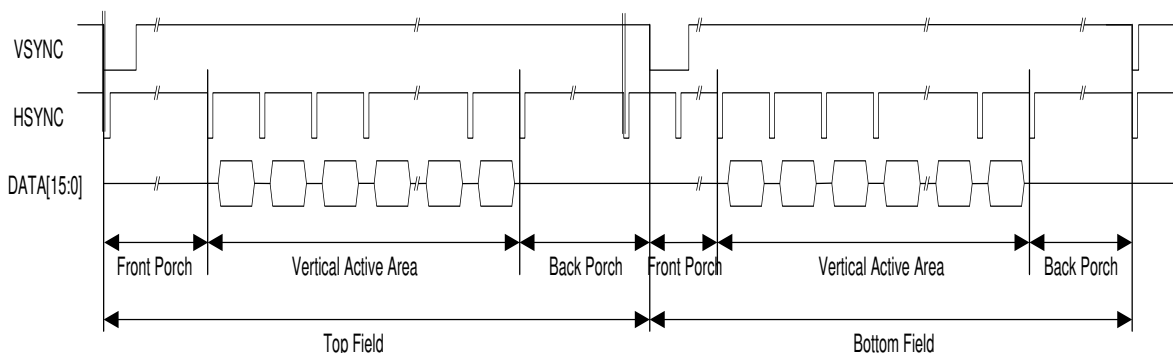 VSYNC
HSYNC
DATA[15:0]
Front Porch Vertical Active Area Back Porch Front Porch Vertical Active Area Back Porch
Top Field Bottom Field